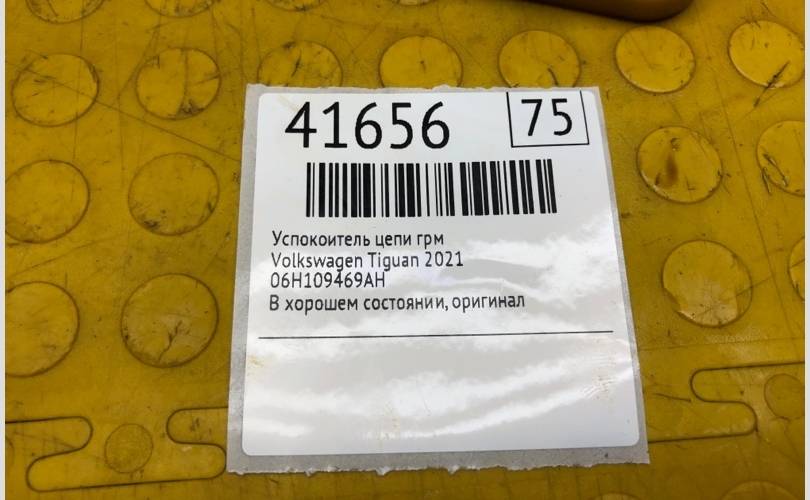 41656
75
Успокоитель цепи грм
Volkswagen Tiguan 2021
06H109469AH
В хорошем состоянии, оригинал